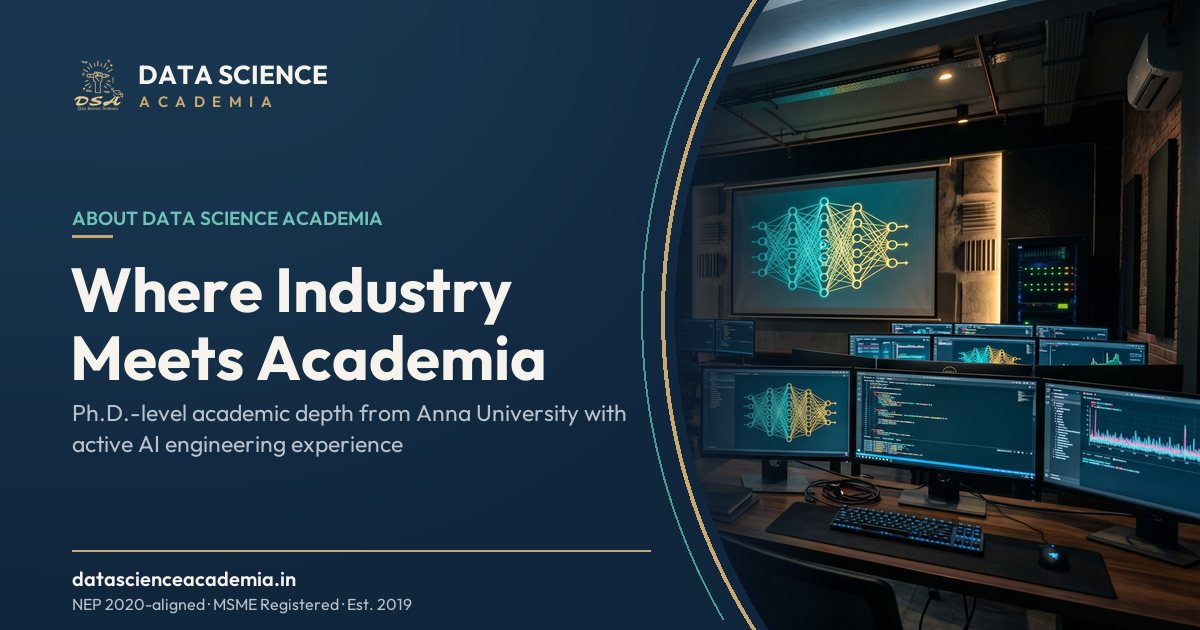 DSA
DATA SCIENCE
ACADEMIA
ABOUT DATA SCIENCE ACADEMIA
Where Industry
Meets Academia
Ph.D.-level academic depth from Anna University with
active AI engineering experience
datascienceacademia.in
NEP 2020-aligned · MSME Registered · Est. 2019